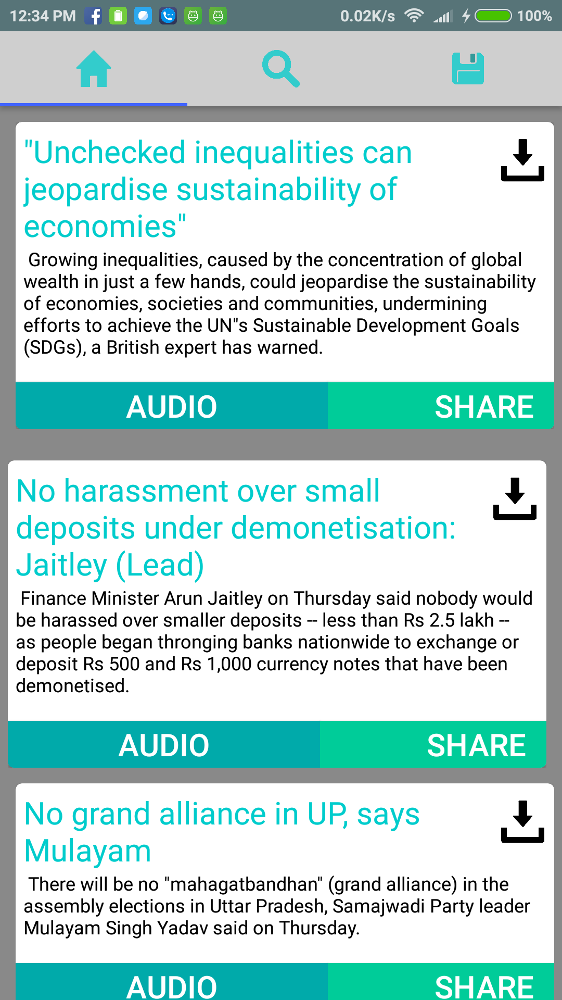 12:34 PM 0.02K/s 100%
"Unchecked inequalities can
jeopardise sustainability of
economies"
Growing inequalities, caused by the concentration of global
wealth in just a few hands, could jeopardise the sustainability
of economies, societies and communities, undermining
efforts to achieve the UN"s Sustainable Development Goals
(SDGs), a British expert has warned.
AUDIO SHARE
No harassment over small
deposits under demonetisation:
Jaitley (Lead)
Finance Minister Arun Jaitley on Thursday said nobody would
be harassed over smaller deposits -- less than Rs 2.5 lakh --
as people began thronging banks nationwide to exchange or
deposit Rs 500 and Rs 1,000 currency notes that have been
demonetised.
AUDIO SHARE
No grand alliance in UP, says
Mulayam
There will be no "mahagatbandhan" (grand alliance) in the
assembly elections in Uttar Pradesh, Samajwadi Party leader
Mulayam Singh Yadav said on Thursday.
AUDIO SHARE